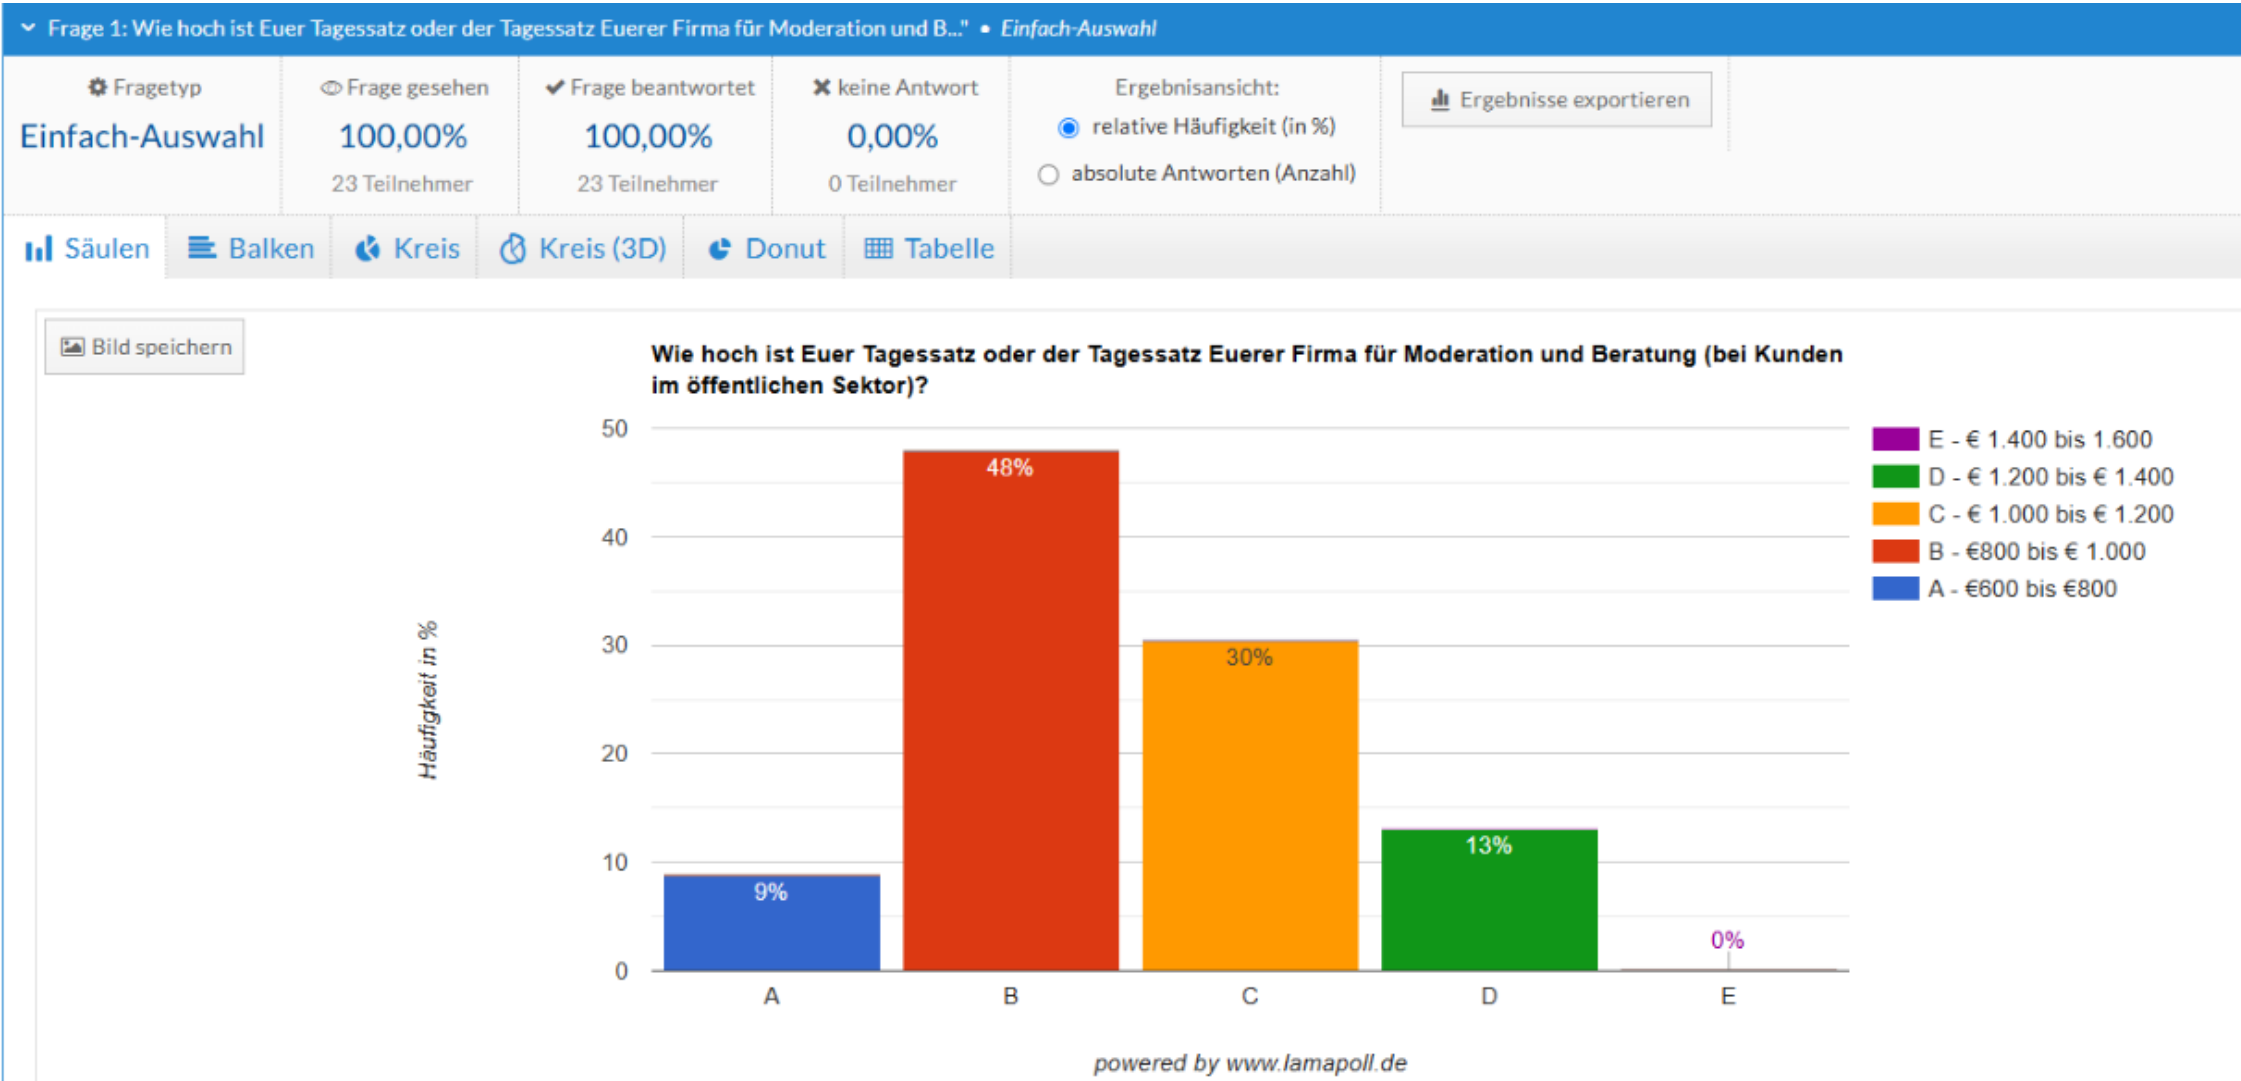 Frage 1: Wie hoch ist Euer Tagessatz oder der Tagessatz Euerer Firma für Moderation und B..." • Einfach-Auswahl
Fragetyp
Einfach-Auswahl
Frage gesehen
100,00%
23 Teilnehmer
Frage beantwortet
100,00%
23 Teilnehmer
keine Antwort
0,00%
0 Teilnehmer
Ergebnisansicht:
relative Häufigkeit (in %)
absolute Antworten (Anzahl)
Ergebnisse exportieren
Säulen
Balken
Kreis
Kreis (3D)
Donut
Tabelle
Bild speichern
Wie hoch ist Euer Tagessatz oder der Tagessatz Euerer Firma für Moderation und Beratung (bei Kunden
im öffentlichen Sektor)?
Häufigkeit in %
50
40
30
20
10
0
9%
48%
30%
13%
0%
A
B
C
D
E
E - € 1.400 bis 1.600
D - € 1.200 bis € 1.400
C - € 1.000 bis € 1.200
B - €800 bis € 1.000
A - €600 bis €800
powered by www.lamapoll.de